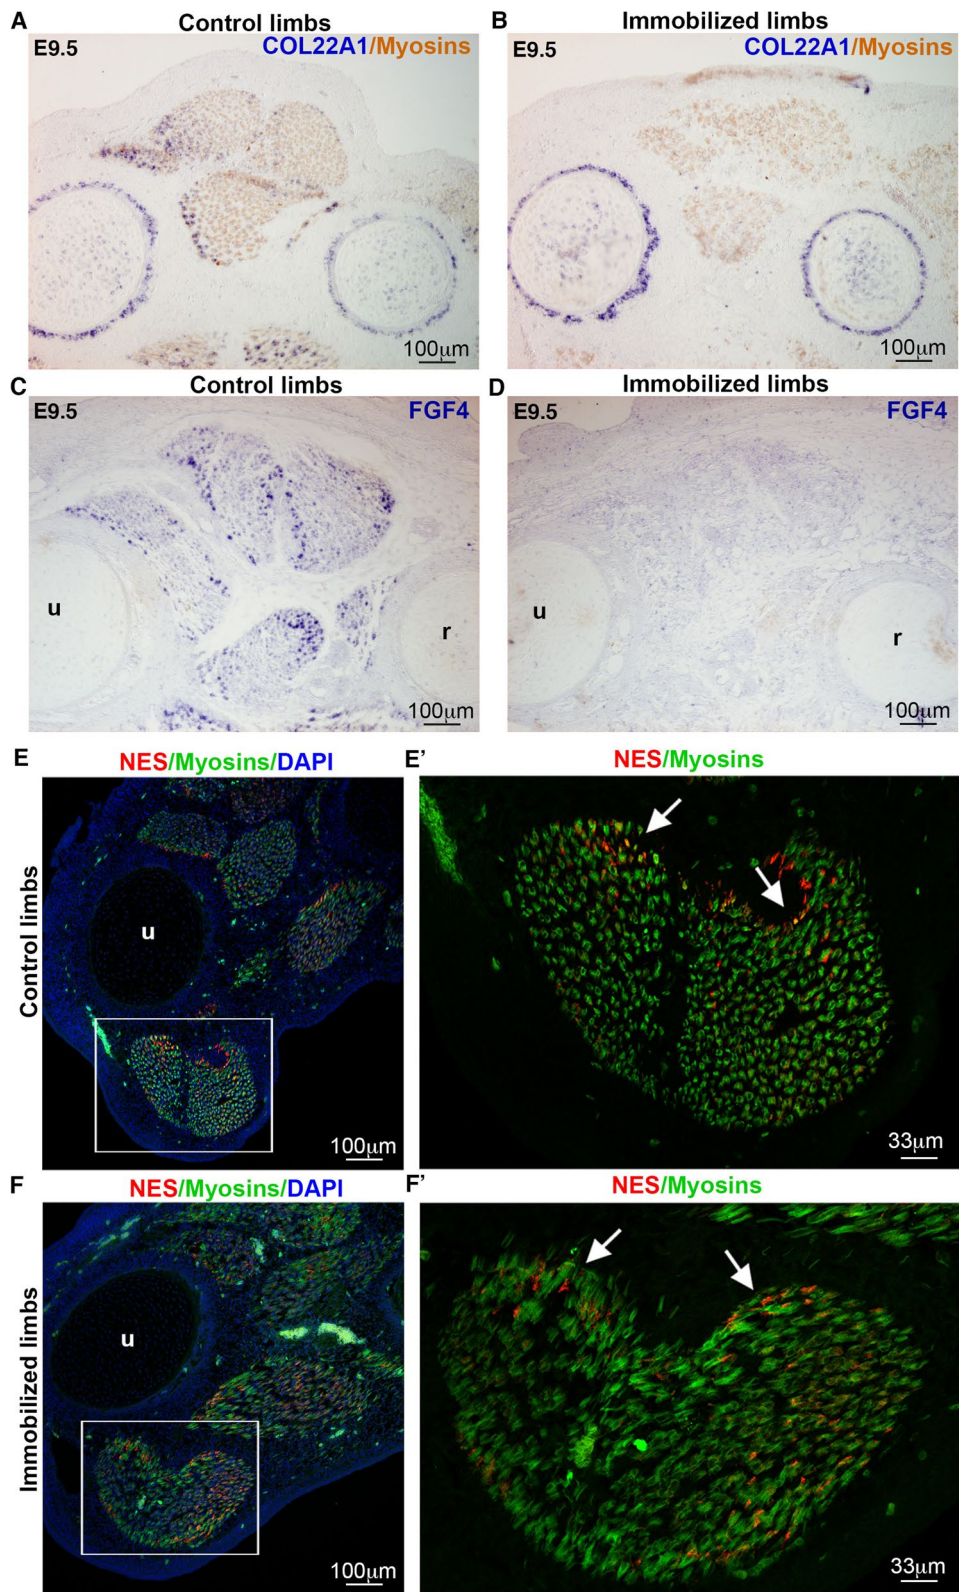 A Control limbs
E9.5 COL22A1/Myosins
100µm
B Immobilized limbs
E9.5 COL22A1/Myosins
100µm
C Control limbs
E9.5 FGF4
u r
100µm
D Immobilized limbs
E9.5 FGF4
u r
100µm
Control limbs
E NES/Myosins/DAPI
u
100µm
E' NES/Myosins
33µm
Immobilized limbs
F NES/Myosins/DAPI
u
100µm
F' NES/Myosins
33µm